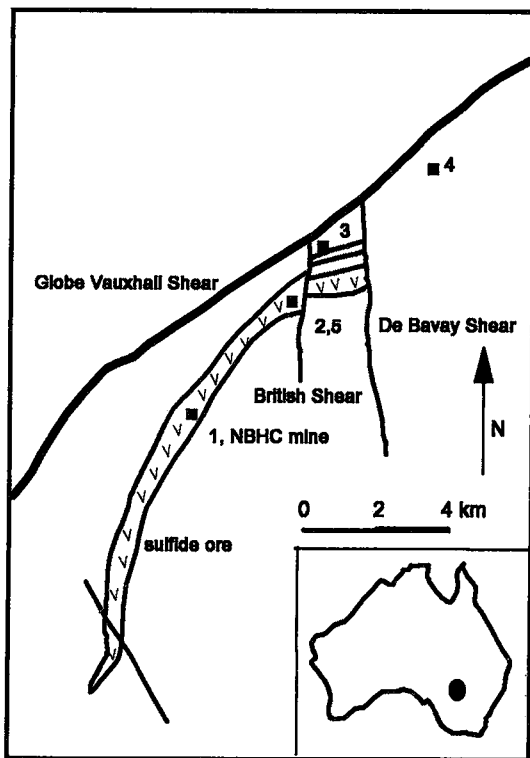 4
3
Globe Vauxhall Shear
2,5
De Bavay Shear
British Shear
N
1, NBHC mine
0 2 4 km
sulfide ore